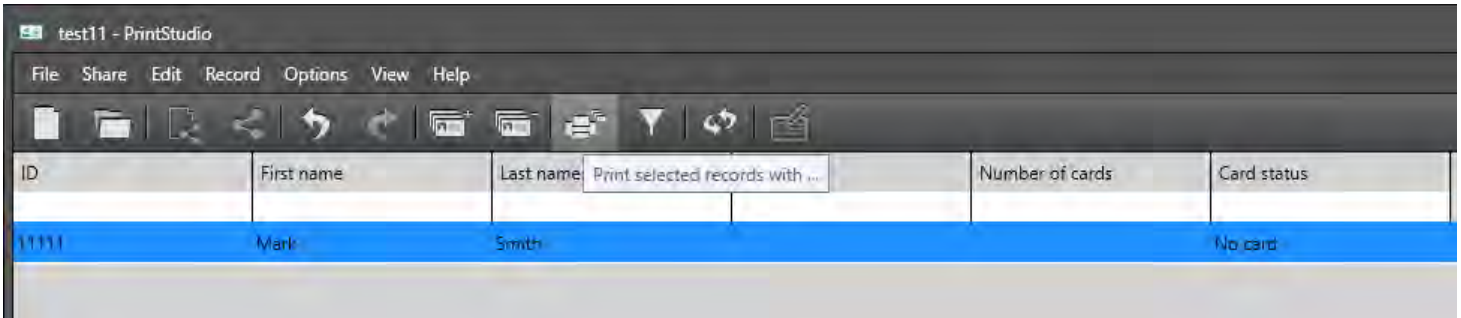 test11 - PrintStudio
File Share Edit Record Options View Help
ID First name Last name Print selected records with ... Number of cards Card status
11111 Mark Smith No card